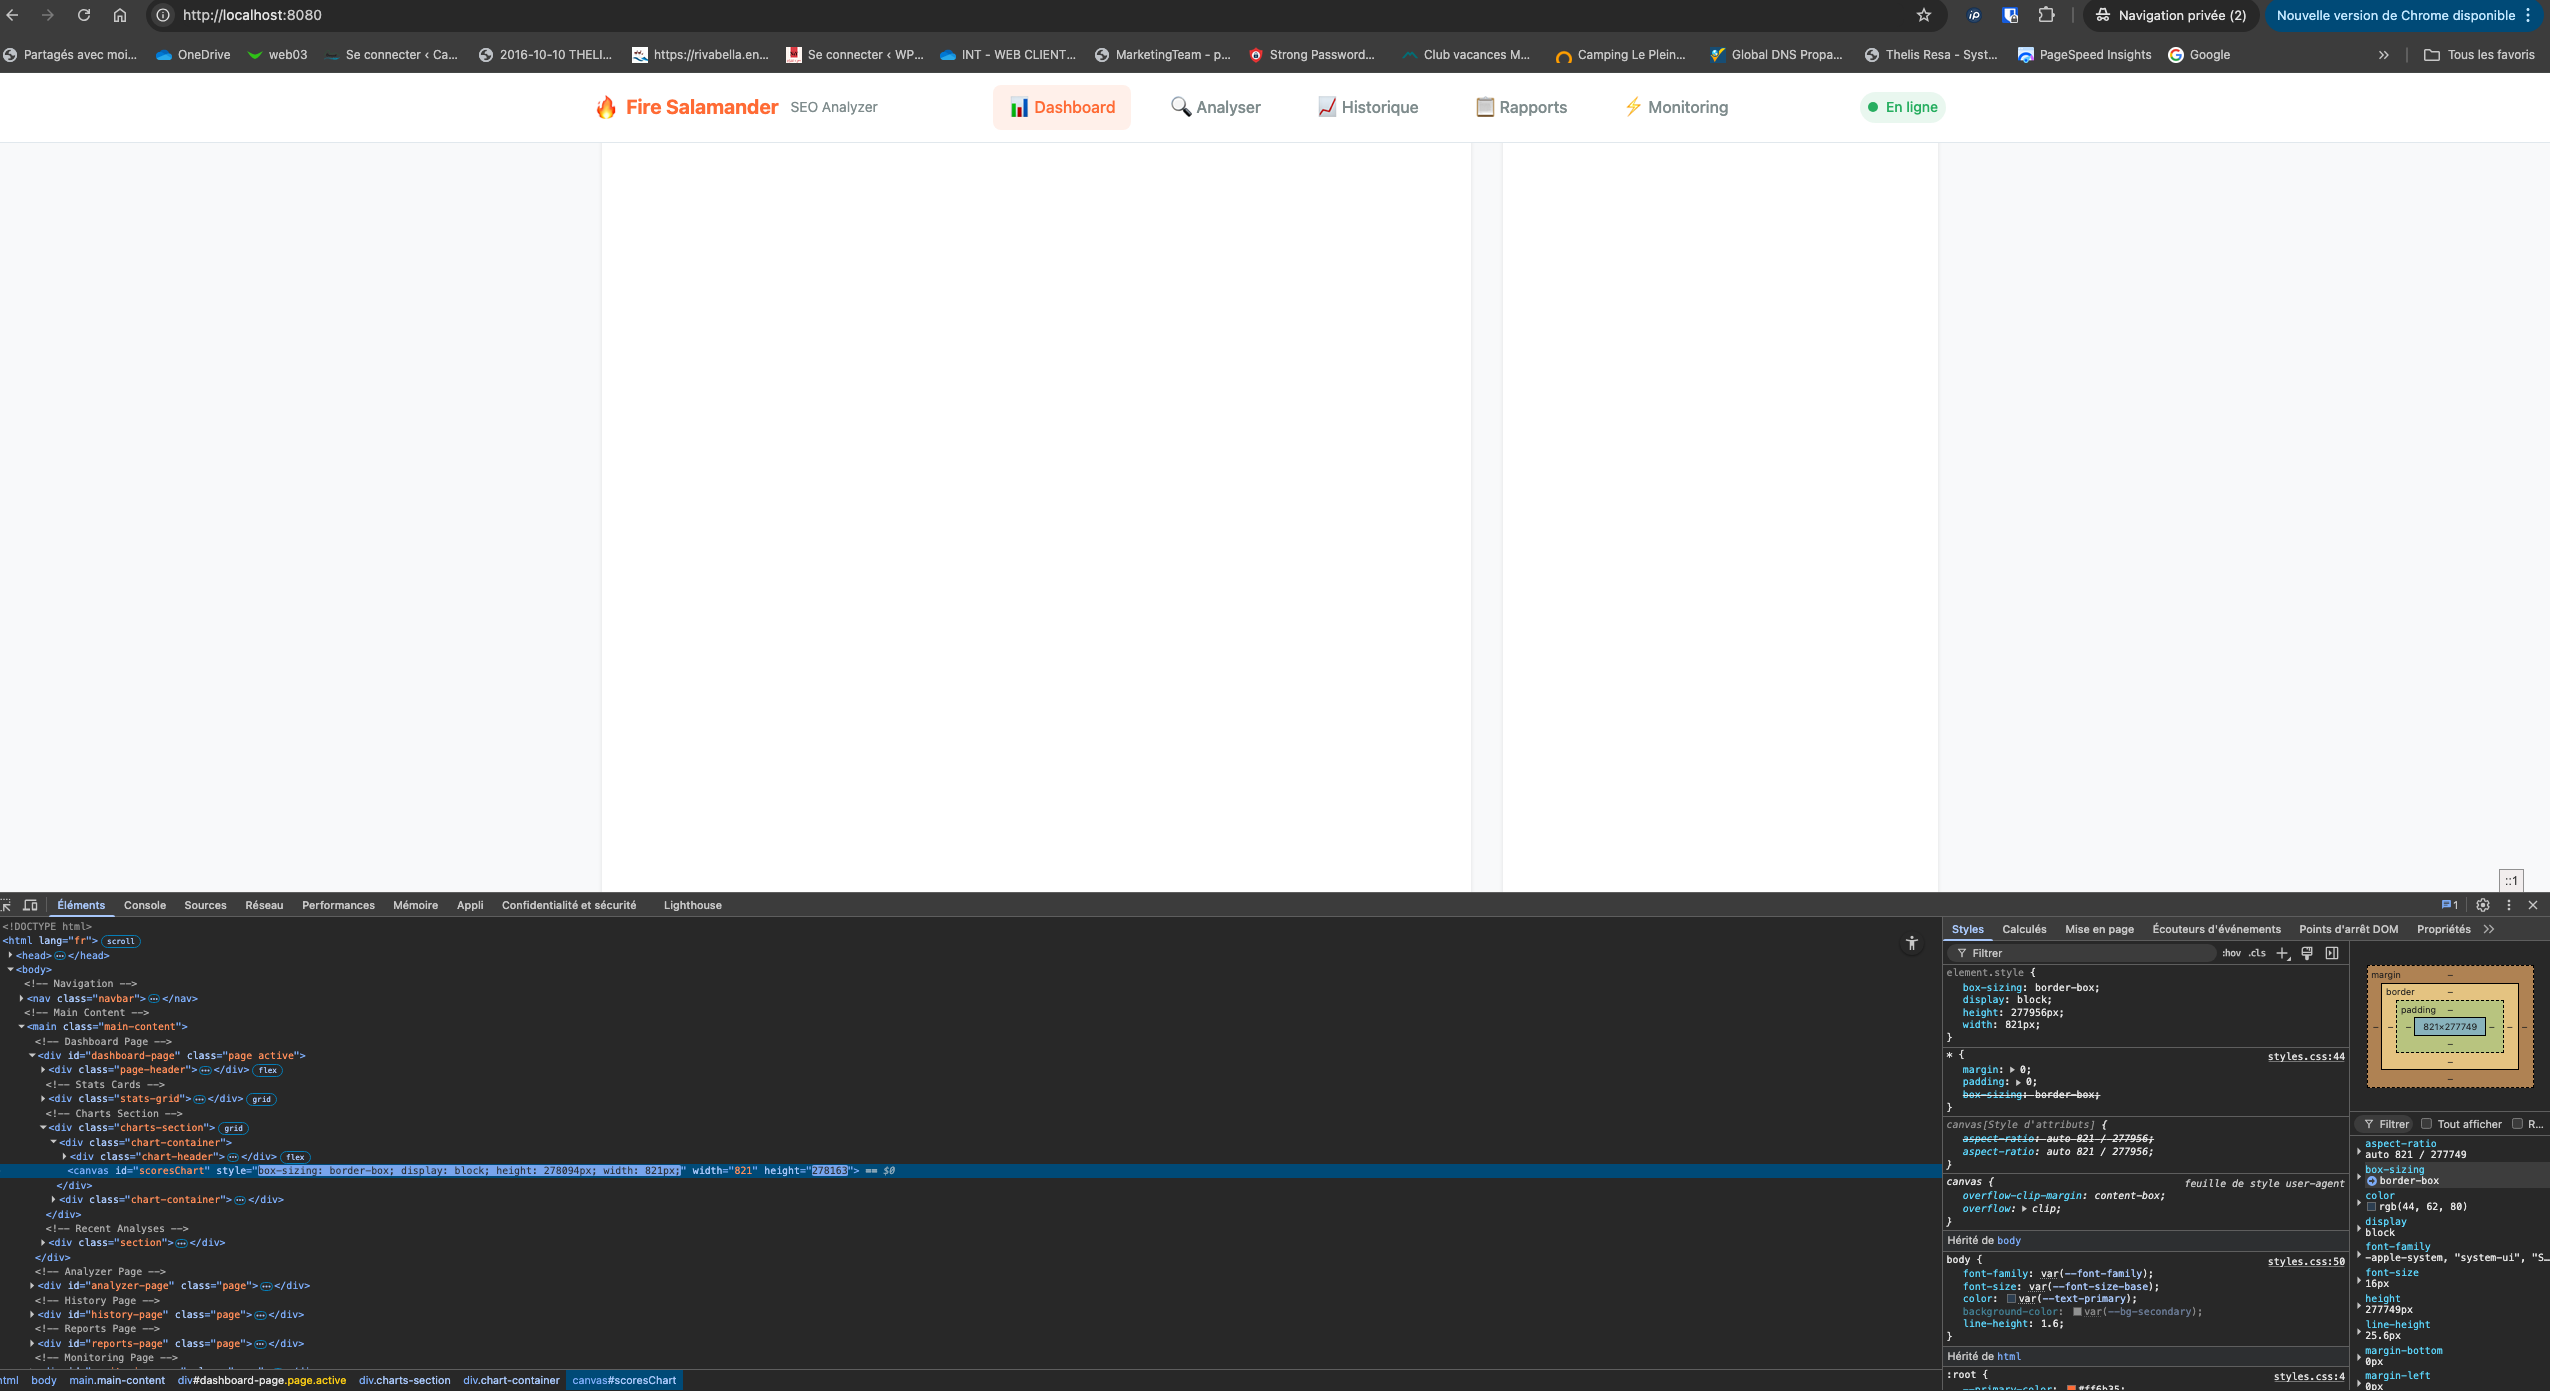 http://localhost:8080
Navigation privée (2)
Nouvelle version de Chrome disponible
Partagés avec moi...
OneDrive
web03
Se connecter ‹ Ca...
2016-10-10 THELI...
https://rivabella.en...
Se connecter ‹ WP...
INT - WEB CLIENT...
MarketingTeam - p...
Strong Password...
Club vacances M...
Camping Le Plein...
Global DNS Propa...
Thelis Resa - Syst...
PageSpeed Insights
Google
Tous les favoris
Fire Salamander
SEO Analyzer
Dashboard
Analyser
Historique
Rapports
Monitoring
En ligne
::1
Éléments
Console
Sources
Réseau
Performances
Mémoire
Appli
Confidentialité et sécurité
Lighthouse
1
<!DOCTYPE html>
<html lang="fr"> scroll
<head> ••• </head>
<body>
<!-- Navigation -->
<nav class="navbar"> ••• </nav>
<!-- Main Content -->
<main class="main-content">
<!-- Dashboard Page -->
<div id="dashboard-page" class="page active">
<div class="page-header"> ••• </div> flex
<!-- Stats Cards -->
<div class="stats-grid"> ••• </div> grid
<!-- Charts Section -->
<div class="charts-section"> grid
<div class="chart-container">
<div class="chart-header"> ••• </div> flex
<canvas id="scoresChart" style="box-sizing: border-box; display: block; height: 278094px; width: 821px;" width="821" height="278163"> == $0
</div>
<div class="chart-container"> ••• </div>
</div>
<!-- Recent Analyses -->
<div class="section"> ••• </div>
</div>
<!-- Analyzer Page -->
<div id="analyzer-page" class="page"> ••• </div>
<!-- History Page -->
<div id="history-page" class="page"> ••• </div>
<!-- Reports Page -->
<div id="reports-page" class="page"> ••• </div>
<!-- Monitoring Page -->
html
body
main.main-content
div#dashboard-page.page.active
div.charts-section
div.chart-container
canvas#scoresChart
Styles
Calculés
Mise en page
Écouteurs d'événements
Points d'arrêt DOM
Propriétés
Filtrer
:hov .cls
element.style {
box-sizing: border-box;
display: block;
height: 277956px;
width: 821px;
}
* {
styles.css:44
margin: 0;
padding: 0;
box-sizing: border-box;
}
canvas[Style d'attributs] {
aspect-ratio: auto 821 / 277956;
aspect-ratio: auto 821 / 277956;
}
canvas {
feuille de style user-agent
overflow-clip-margin: content-box;
overflow: clip;
}
Hérité de body
body {
styles.css:50
font-family: var(--font-family);
font-size: var(--font-size-base);
color: var(--text-primary);
background-color: var(--bg-secondary);
line-height: 1.6;
}
Hérité de html
:root {
styles.css:4
--primary-color: #ff6b35;
margin
border
padding
821×277749
Filtrer
Tout afficher
R...
aspect-ratio
auto 821 / 277749
box-sizing
border-box
color
rgb(44, 62, 80)
display
block
font-family
-apple-system, "system-ui", "S...
font-size
16px
height
277749px
line-height
25.6px
margin-bottom
0px
margin-left
0px